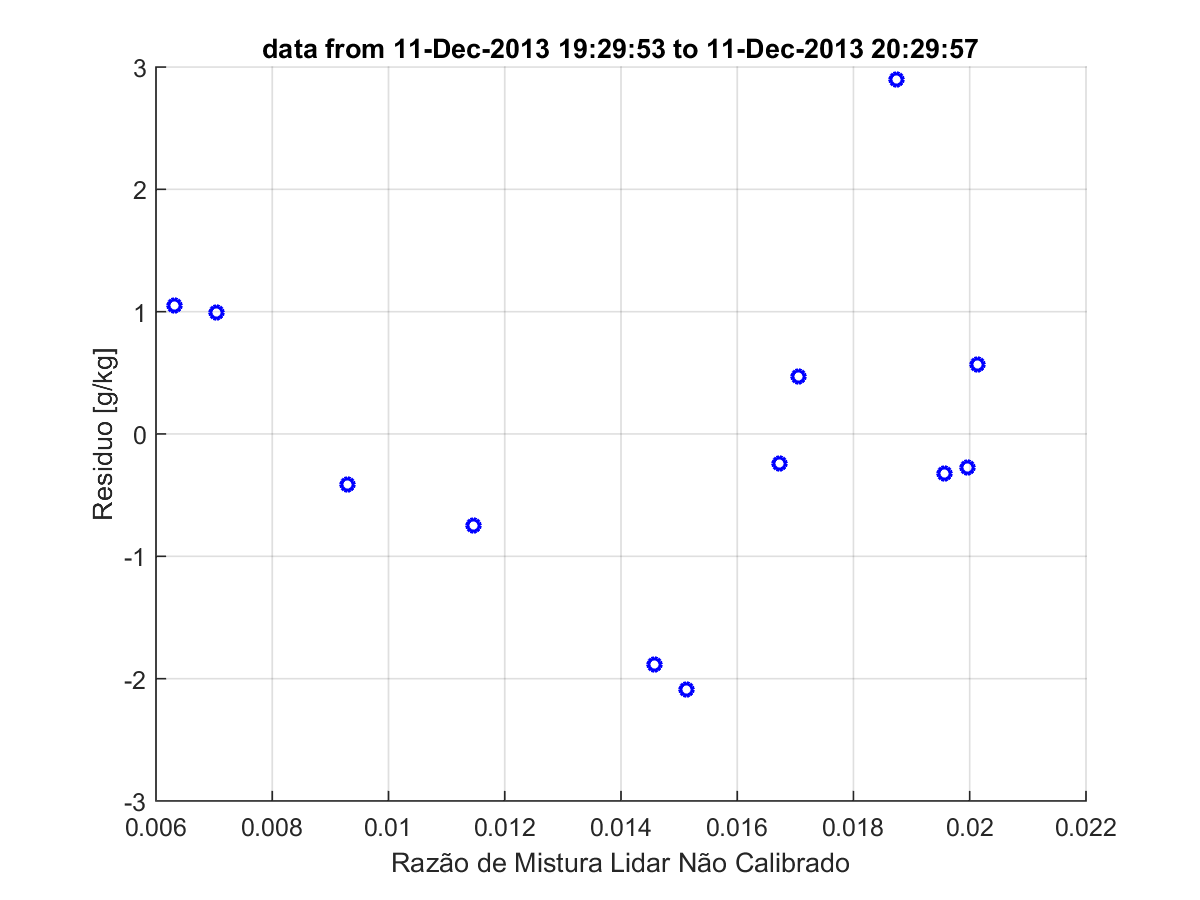 data from 11-Dec-2013 19:29:53 to 11-Dec-2013 20:29:57
3
2
1
0
-1
-2
-3
Residuo [g/kg]
0.006 0.008 0.01 0.012 0.014 0.016 0.018 0.02 0.022
Razão de Mistura Lidar Não Calibrado